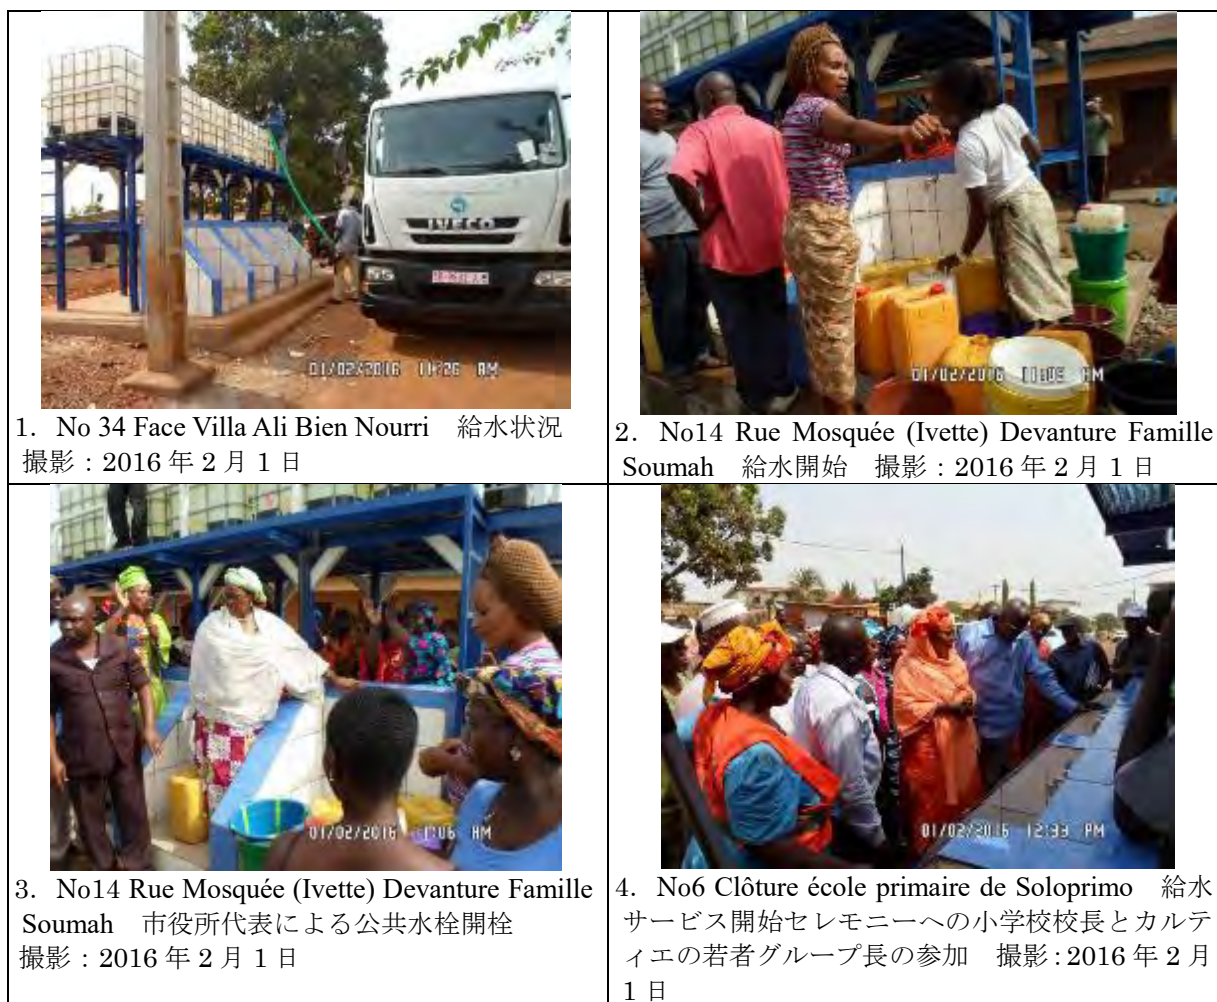 IVECO
01/02/2016 11:26 AM
1. No 34 Face Villa Ali Bien Nourri 給水状況
撮影：2016 年 2 月 1 日
01/02/2016 11:05 AM
2. No14 Rue Mosquée (Ivette) Devanture Famille
Soumah 給水開始 撮影：2016 年 2 月 1 日
01/02/2016 11:06 AM
3. No14 Rue Mosquée (Ivette) Devanture Famille
Soumah 市役所代表による公共水栓開栓
撮影：2016 年 2 月 1 日
01/02/2016 12:33 PM
4. No6 Clôture école primaire de Soloprimo 給水
サービス開始セレモニーへの小学校校長とカルテ
ィエの若者グループ長の参加 撮影：2016 年 2 月
1 日